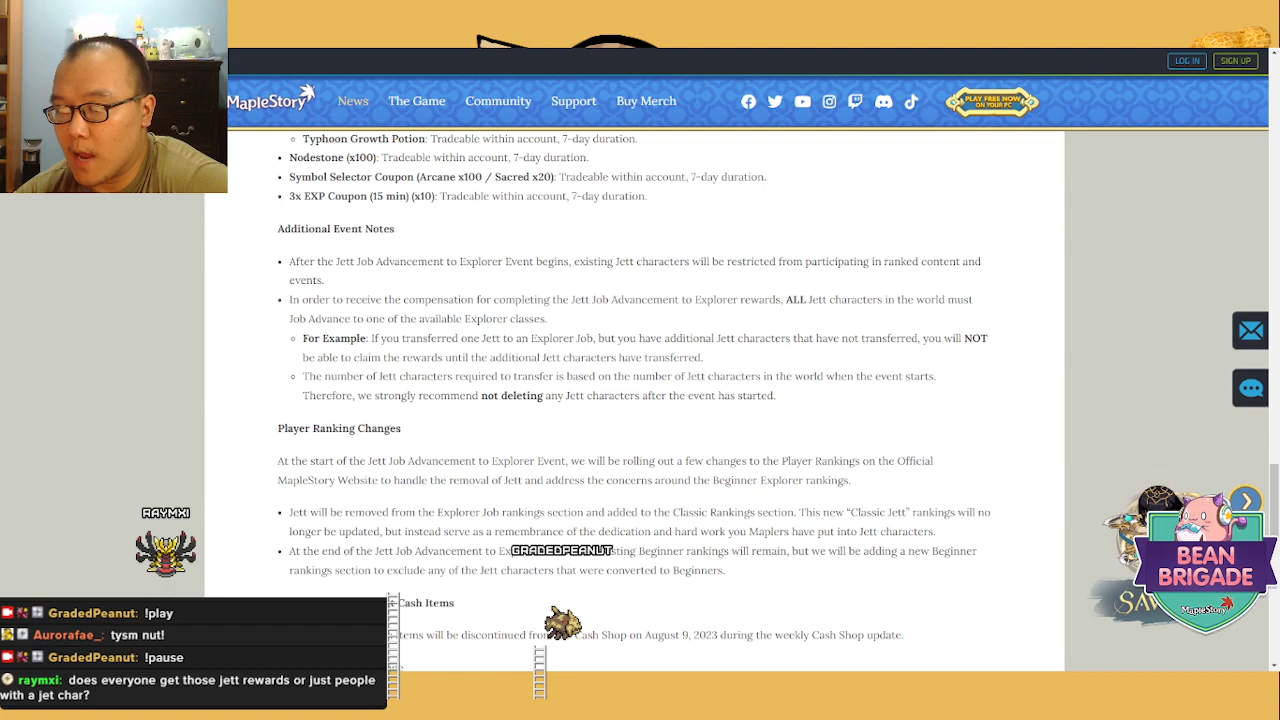 LOG IN
SIGN UP
MapleStory
News
The Game
Community
Support
Buy Merch
PLAY FREE NOW
ON YOUR PC
Typhoon Growth Potion: Tradeable within account, 7-day duration.
Nodestone (x100): Tradeable within account, 7-day duration.
Symbol Selector Coupon (Arcane x100 / Sacred x20): Tradeable within account, 7-day duration.
3x EXP Coupon (15 min) (x10): Tradeable within account, 7-day duration.
Additional Event Notes
After the Jett Job Advancement to Explorer Event begins, existing Jett characters will be restricted from participating in ranked content and
events.
In order to receive the compensation for completing the Jett Job Advancement to Explorer rewards, ALL Jett characters in the world must
Job Advance to one of the available Explorer classes.
For Example: If you transferred one Jett to an Explorer Job, but you have additional Jett characters that have not transferred, you will NOT
be able to claim the rewards until the additional Jett characters have transferred.
The number of Jett characters required to transfer is based on the number of Jett characters in the world when the event starts.
Therefore, we strongly recommend not deleting any Jett characters after the event has started.
Player Ranking Changes
At the start of the Jett Job Advancement to Explorer Event, we will be rolling out a few changes to the Player Rankings on the Official
MapleStory Website to handle the removal of Jett and address the concerns around the Beginner Explorer rankings.
Jett will be removed from the Explorer Job rankings section and added to the Classic Rankings section. This new “Classic Jett” rankings will no
longer be updated, but instead serve as a remembrance of the dedication and hard work you Maplers have put into Jett characters.
At the end of the Jett Job Advancement to Ex GRADEDPEANUT sting Beginner rankings will remain, but we will be adding a new Beginner
rankings section to exclude any of the Jett characters that were converted to Beginners.
Cash Items
tems will be discontinued from Cash Shop on August 9, 2023 during the weekly Cash Shop update.
RAYMXI
GradedPeanut: !play
Aurorafae_: tysm nut!
GradedPeanut: !pause
raymxi: does everyone get those jett rewards or just people
with a jet char?
BEAN
BRIGADE
MapleStory